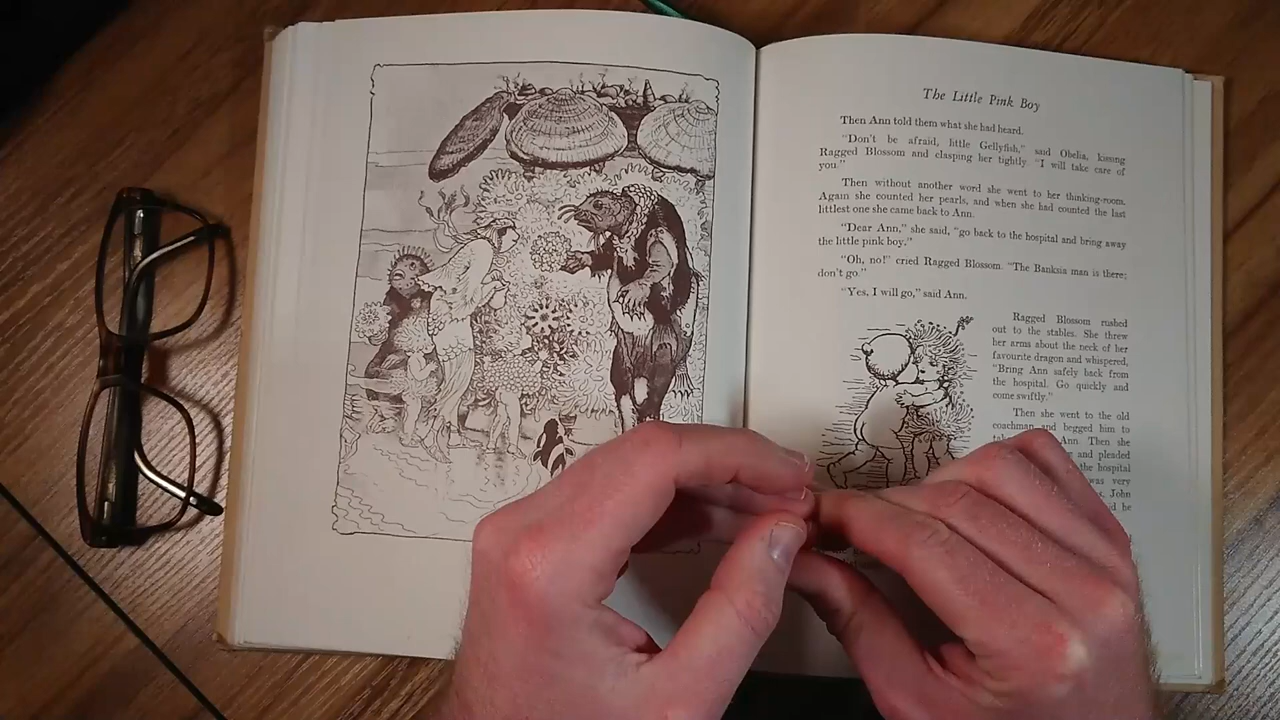 The Little Pink Boy
Then Ann told them what she had heard.
"Don't be afraid, little Gellyfish," said Obelia, kissing
Ragged Blossom and clasping her tightly. "I will take care of
you."
Then without another word she went to her thinking-room.
Again she counted her pearls, and when she had counted the last
littlest one she came back to Ann.
"Dear Ann," she said, "go back to the hospital and bring away
the little pink boy."
"Oh, no!" cried Ragged Blossom. "The Banksia man is there;
don't go."
"Yes, I will go," said Ann.
Ragged Blossom rushed
out to the stables. She threw
her arms about the neck of her
favourite dragon and whispered,
"Bring Ann safely back from
the hospital. Go quickly and
come swiftly."
Then she went to the old
coachman and begged him to
Ann. Then she
and pleaded
the hospital
was very
John
he